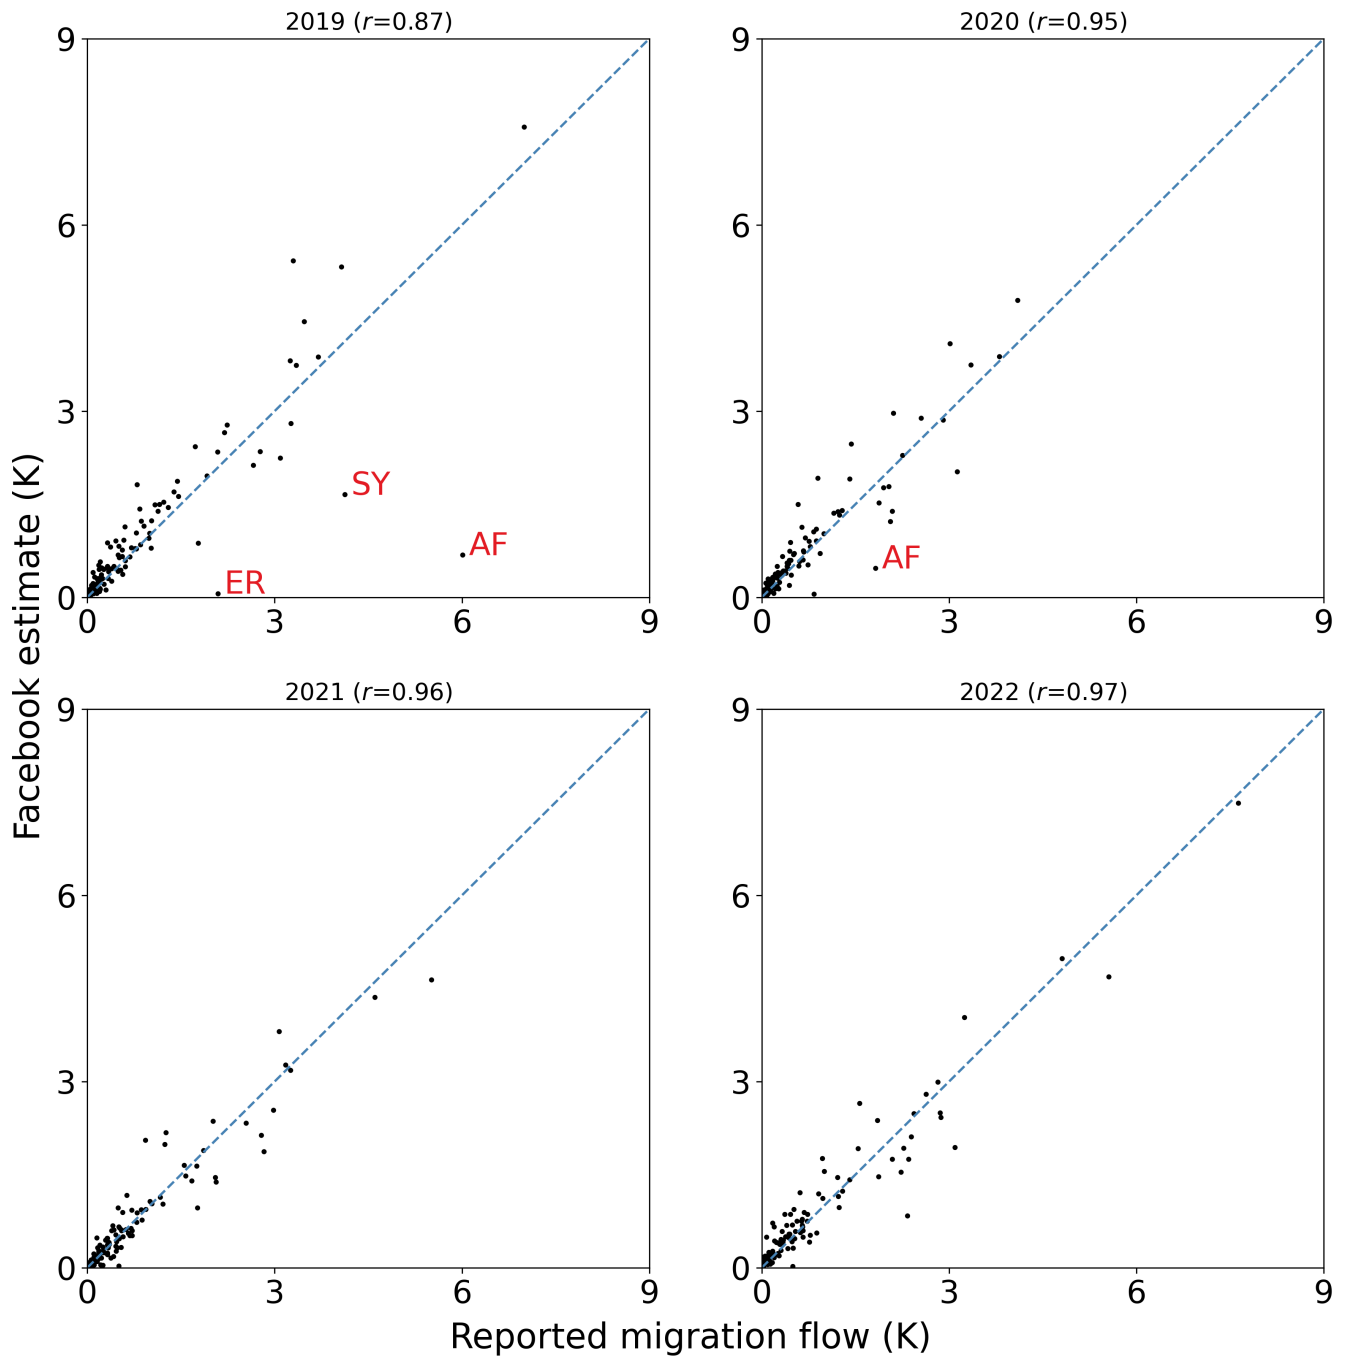 2019 (r=0.87)
9
6
3
0
0 3 6 9
SY
AF
ER
2020 (r=0.95)
9
6
3
0
0 3 6 9
AF
Facebook estimate (K)
2021 (r=0.96)
9
6
3
0
0 3 6 9
2022 (r=0.97)
9
6
3
0
0 3 6 9
Reported migration flow (K)